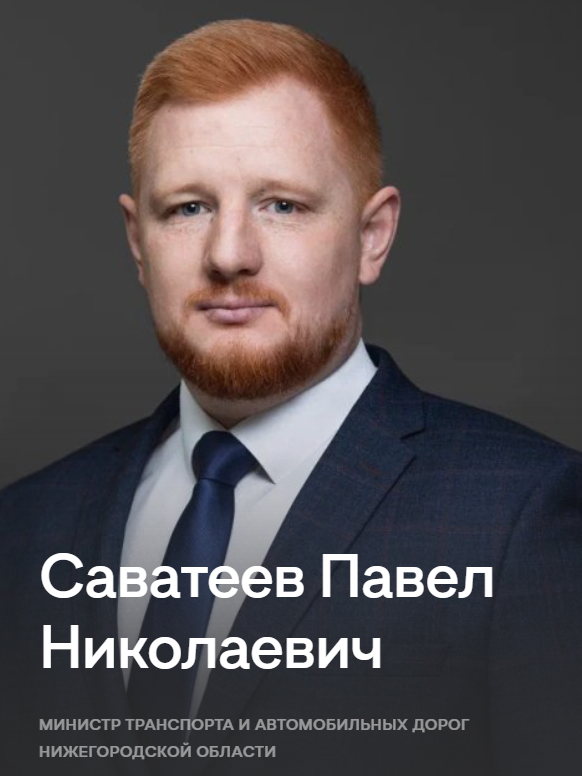 Саватеев Павел
Николаевич
МИНИСТР ТРАНСПОРТА И АВТОМОБИЛЬНЫХ ДОРОГ
НИЖЕГОРОДСКОЙ ОБЛАСТИ